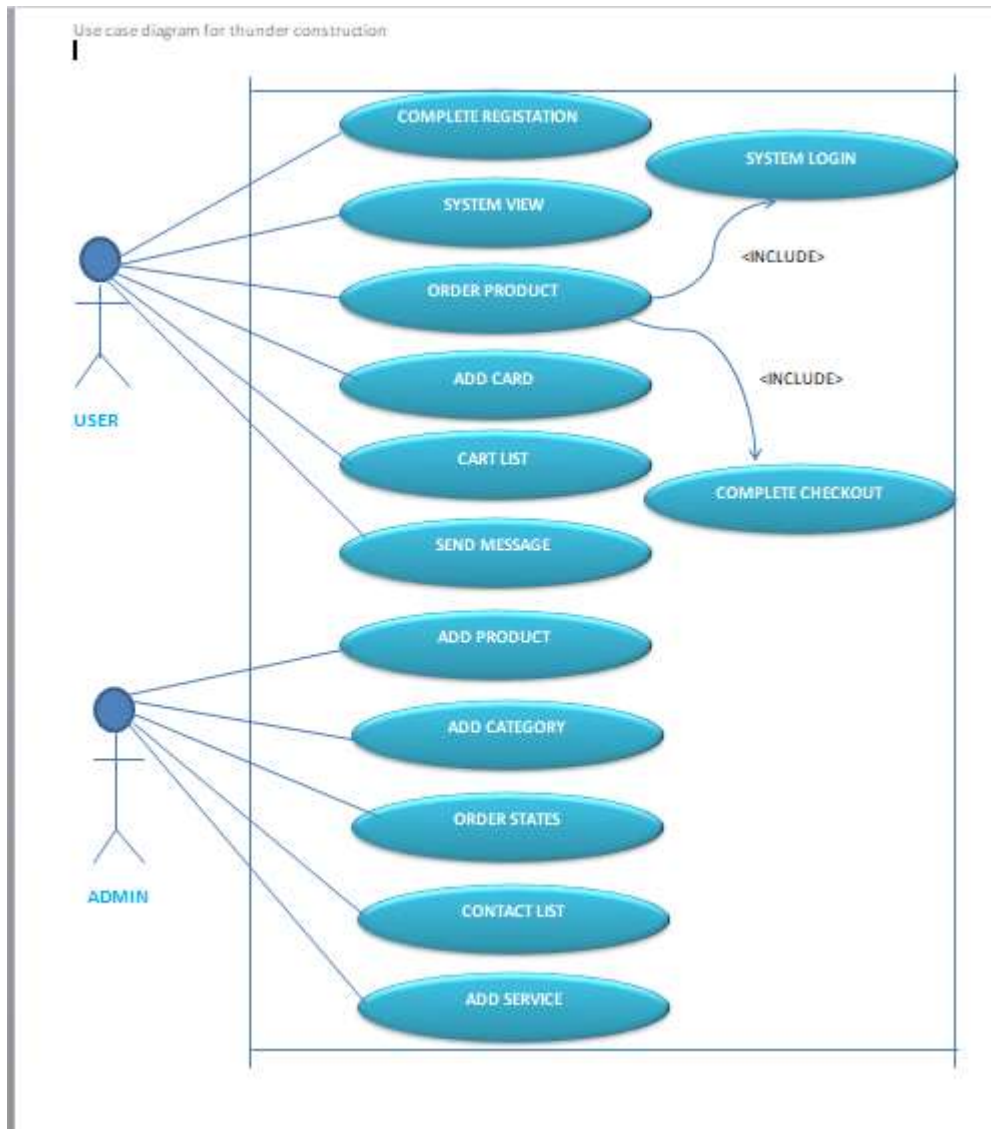 Use case diagram for thunder construction
COMPLETE REGISTATION
SYSTEM LOGIN
SYSTEM VIEW
<INCLUDE>
ORDER PRODUCT
ADD CARD
<INCLUDE>
USER
CART LIST
COMPLETE CHECKOUT
SEND MESSAGE
ADD PRODUCT
ADD CATEGORY
ORDER STATES
ADMIN
CONTACT LIST
ADD SERVICE